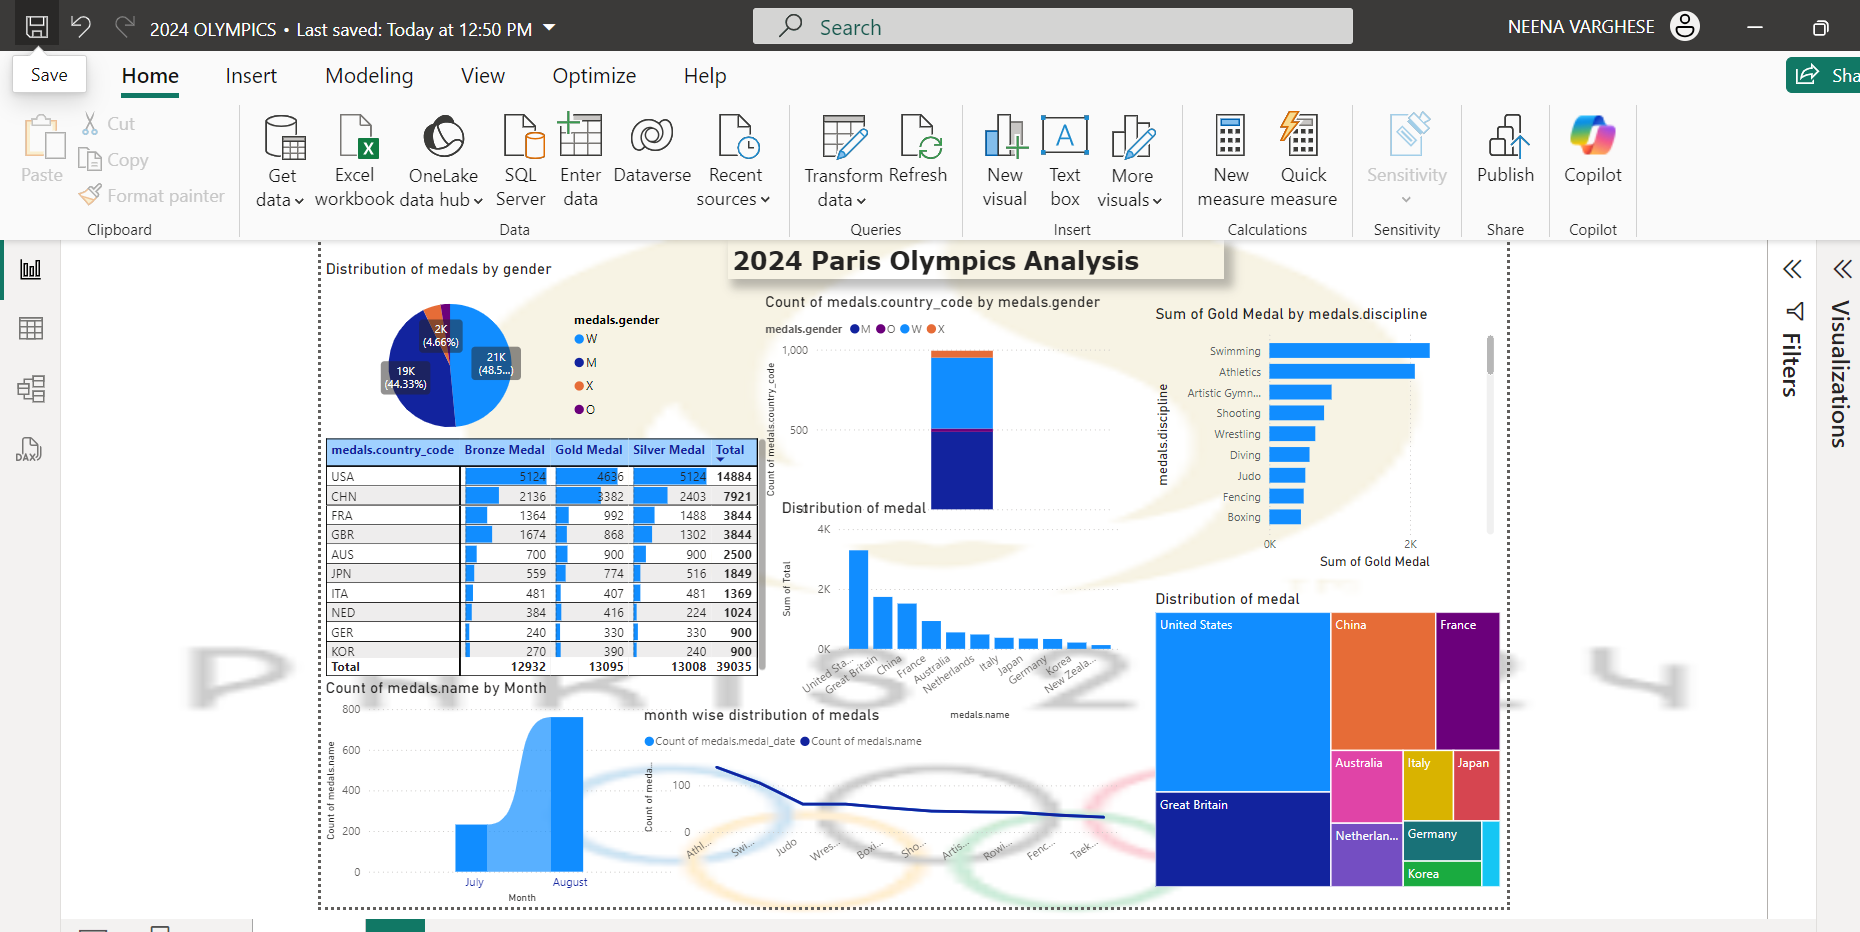 2024 OLYMPICS • Last saved: Today at 12:50 PM
Search
NEENA VARGHESE
Save
Home Insert Modeling View Optimize Help
Sha
Paste
Cut
Copy
Format painter
Clipboard
Get data
Excel workbook
OneLake data hub
SQL Server
Enter data
Dataverse
Recent sources
Data
Transform data
Refresh
Queries
New visual
Text box
More visuals
Insert
New measure
Quick measure
Calculations
Sensitivity
Sensitivity
Publish
Share
Copilot
Copilot
DAX
2024 Paris Olympics Analysis
Distribution of medals by gender
2K
(4.66%)
21K
(48.5...)
19K
(44.33%)
medals.gender
W
M
X
O
Count of medals.country_code by medals.gender
medals.gender M O W X
Count of medals.country_code
1,000
500
Sum of Gold Medal by medals.discipline
medals.discipline
Swimming
Athletics
Artistic Gymn...
Shooting
Wrestling
Diving
Judo
Fencing
Boxing
0K 2K
Sum of Gold Medal
medals.country_code Bronze Medal Gold Medal Silver Medal Total
USA 5124 4636 5124 14884
CHN 2136 3382 2403 7921
FRA 1364 992 1488 3844
GBR 1674 868 1302 3844
AUS 700 900 900 2500
JPN 559 774 516 1849
ITA 481 407 481 1369
NED 384 416 224 1024
GER 240 330 330 900
KOR 270 390 240 900
Total 12932 13095 13008 39035
Distribution of medal
Sum of Total
4K
2K
0K
United Sta...
Great Britain
China
France
Australia
Netherlands
Italy
Japan
Germany
Korea
New Zeala...
medals.name
Distribution of medal
United States
China
France
Great Britain
Australia
Italy
Japan
Netherlan...
Germany
Korea
Count of medals.name by Month
Count of medals.name
800
600
400
200
0
July August
Month
month wise distribution of medals
Count of medals.medal_date Count of medals.name
Count of meda...
100
0
Athl...
Swi...
Judo
Wres...
Boxi...
Sho...
Artis...
Rowi...
Fenc...
Taek...
Filters
Visualizations